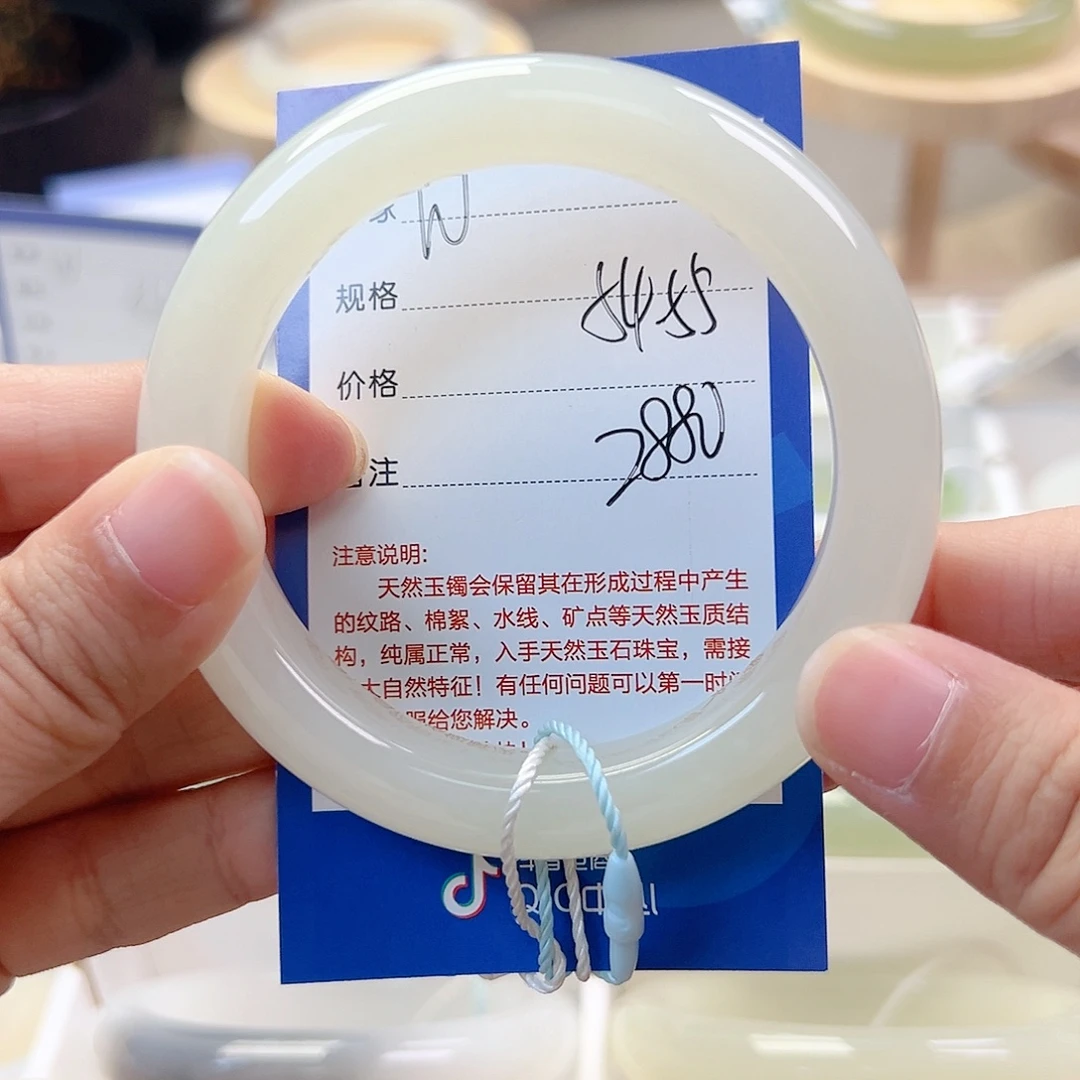 家
规格
价格 2880
注
注意说明:
天然玉镯会保留其在形成过程中产生
的纹路、棉絮、水线、矿点等天然玉质结
构，纯属正常，入手天然玉石珠宝，需接
大自然特征！有任何问题可以第一时
给您解决。